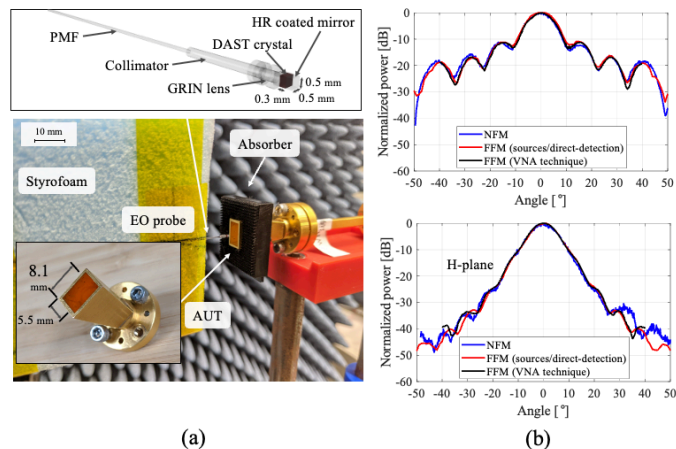 PMF
Collimator
GRIN lens
DAST crystal
HR coated mirror
0.5 mm
0.3 mm
0.5 mm
10 mm
Styrofoam
Absorber
EO probe
AUT
8.1
mm
5.5 mm
(a)
Normalized power [dB]
0
-10
-20
-30
-40
-50
-60
NFM
FFM (sources/direct-detection)
FFM (VNA technique)
-50 -40 -30 -20 -10 0 10 20 30 40 50
Angle [°]
Normalized power [dB]
0
-10
-20
-30
-40
-50
-60
H-plane
NFM
FFM (sources/direct-detection)
FFM (VNA technique)
-50 -40 -30 -20 -10 0 10 20 30 40 50
Angle [°]
(b)